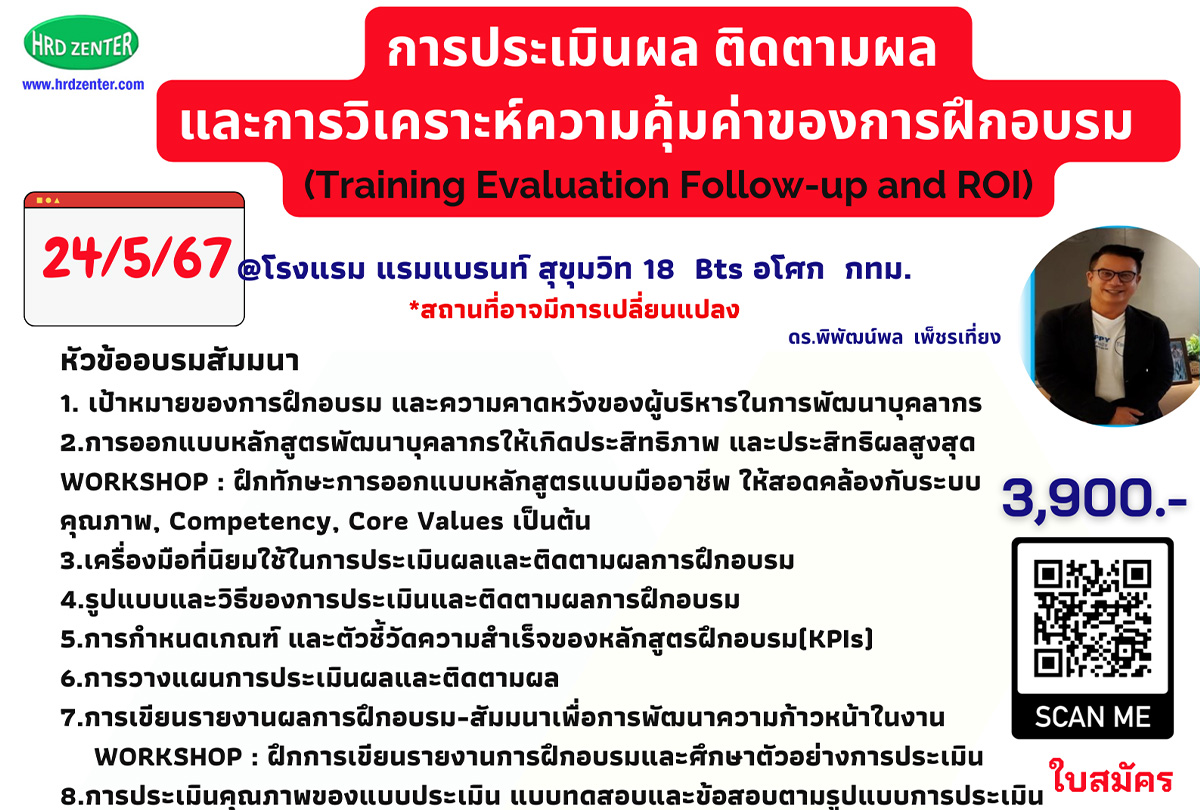 HRD ZENTER
www.hrdzenter.com
การประเมินผล ติดตามผล
และการวิเคราะห์ความคุ้มค่าของการฝึกอบรม
(Training Evaluation Follow-up and ROI)
24/5/67
@โรงแรม แรมแบรนท์ สุขุมวิท 18 Bts อโศก กทม.
*สถานที่อาจมีการเปลี่ยนแปลง
ดร.พิพัฒน์พล เพ็ชรเที่ยง
หัวข้ออบรมสัมมนา
1. เป้าหมายของการฝึกอบรม และความคาดหวังของผู้บริหารในการพัฒนาบุคลากร
2.การออกแบบหลักสูตรพัฒนาบุคลากรให้เกิดประสิทธิภาพ และประสิทธิผลสูงสุด
WORKSHOP : ฝึกทักษะการออกแบบหลักสูตรแบบมืออาชีพ ให้สอดคล้องกับระบบ
คุณภาพ, Competency, Core Values เป็นต้น
3.เครื่องมือที่นิยมใช้ในการประเมินผลและติดตามผลการฝึกอบรม
4.รูปแบบและวิธีของการประเมินและติดตามผลการฝึกอบรม
5.การกำหนดเกณฑ์ และตัวชี้วัดความสำเร็จของหลักสูตรฝึกอบรม(KPIs)
6.การวางแผนการประเมินผลและติดตามผล
7.การเขียนรายงานผลการฝึกอบรม-สัมมนาเพื่อการพัฒนาความก้าวหน้าในงาน
WORKSHOP : ฝึกการเขียนรายงานการฝึกอบรมและศึกษาตัวอย่างการประเมิน
8.การประเมินคุณภาพของแบบประเมิน แบบทดสอบและข้อสอบตามรูปแบบการประเมิน
3,900.-
SCAN ME
ใบสมัคร